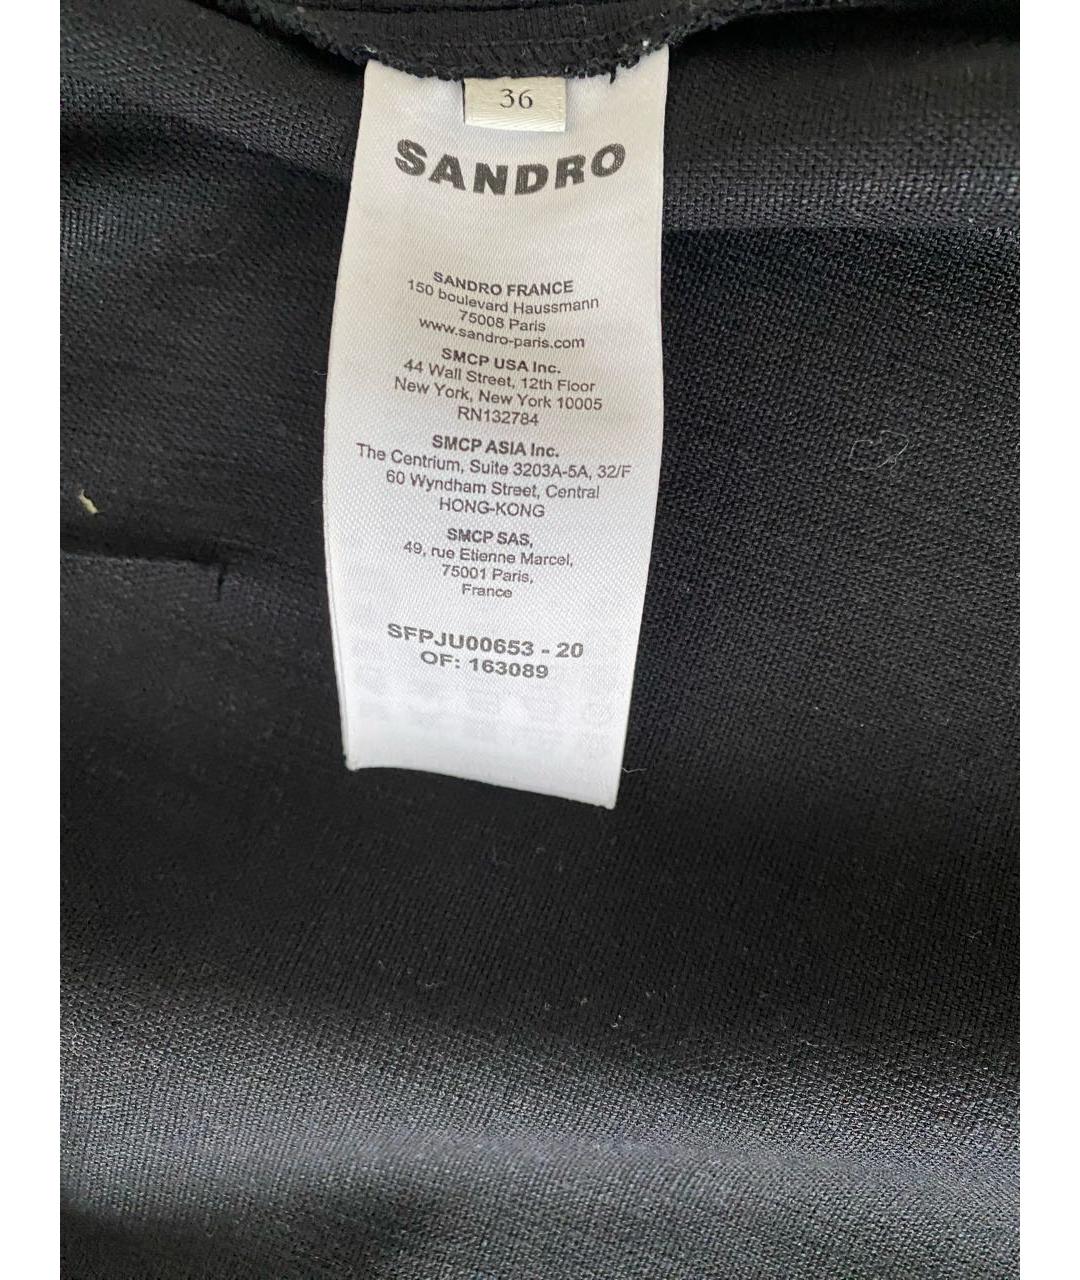 36
SANDRO
SANDRO FRANCE
150 boulevard Haussmann
75008 Paris
www.sandro-paris.com
SMCP USA Inc.
44 Wall Street, 12th Floor
New York, New York 10005
RN132784
SMCP ASIA Inc.
The Centrium, Suite 3203A-5A, 32/F
60 Wyndham Street, Central
HONG-KONG
SMCP SAS,
49, rue Etienne Marcel,
75001 Paris,
France
SFPJU00653 - 20
OF: 163089